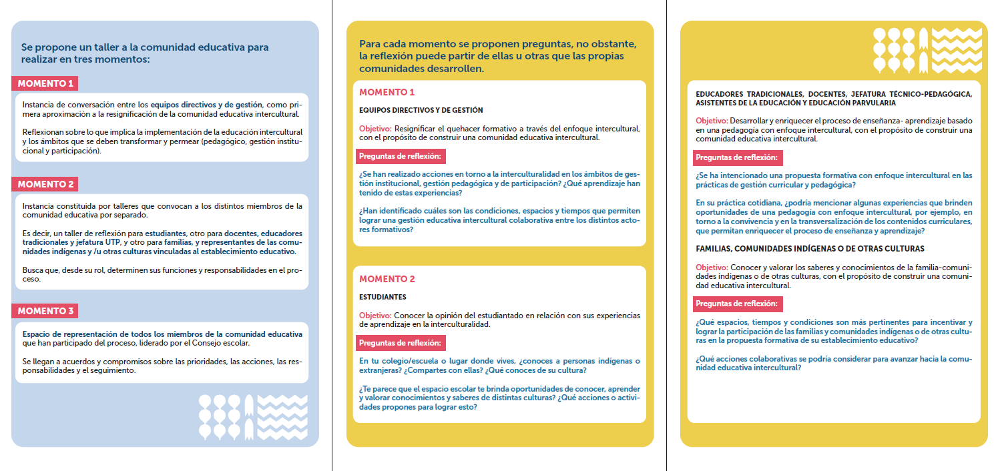 Se propone un taller a la comunidad educativa para
realizar en tres momentos:
MOMENTO 1
Instancia de conversación entre los equipos directivos y de gestión, como pri-
mera aproximación a la resignificación de la comunidad educativa intercultural.
Reflexionan sobre lo que implica la implementación de la educación intercultural
y los ámbitos que se deben transformar y permear (pedagógico, gestión institu-
cional y participación).
MOMENTO 2
Instancia constituida por talleres que convocan a los distintos miembros de la
comunidad educativa por separado.
Es decir, un taller de reflexión para estudiantes, otro para docentes, educadores
tradicionales y jefatura UTP, y otro para familias, y representantes de las comu-
nidades indígenas y /u otras culturas vinculadas al establecimiento educativo.
Busca que, desde su rol, determinen sus funciones y responsabilidades en el pro-
ceso.
MOMENTO 3
Espacio de representación de todos los miembros de la comunidad educativa
que han participado del proceso, liderado por el Consejo escolar.
Se llegan a acuerdos y compromisos sobre las prioridades, las acciones, las res-
ponsabilidades y el seguimiento.
Para cada momento se proponen preguntas, no obstante,
la reflexión puede partir de ellas u otras que las propias
comunidades desarrollen.
MOMENTO 1
EQUIPOS DIRECTIVOS Y DE GESTIÓN
Objetivo: Resignificar el quehacer formativo a través del enfoque intercultural,
con el propósito de construir una comunidad educativa intercultural.
Preguntas de reflexión:
¿Se han realizado acciones en torno a la interculturalidad en los ámbitos de ges-
tión institucional, gestión pedagógica y de participación? ¿Qué aprendizaje han
tenido de estas experiencias?
¿Han identificado cuáles son las condiciones, espacios y tiempos que permiten
lograr una gestión educativa intercultural colaborativa entre los distintos acto-
res formativos?
MOMENTO 2
ESTUDIANTES
Objetivo: Conocer la opinión del estudiantado en relación con sus experiencias
de aprendizaje en la interculturalidad.
Preguntas de reflexión:
En tu colegio/escuela o lugar donde vives, ¿conoces a personas indígenas o
extranjeras? ¿Compartes con ellas? ¿Qué conoces de su cultura?
¿Te parece que el espacio escolar te brinda oportunidades de conocer, aprender
y valorar conocimientos y saberes de distintas culturas? ¿Qué acciones o activi-
dades propones para lograr esto?
EDUCADORES TRADICIONALES, DOCENTES, JEFATURA TÉCNICO-PEDAGÓGICA,
ASISTENTES DE LA EDUCACIÓN Y EDUCACIÓN PARVULARIA
Objetivo: Desarrollar y enriquecer el proceso de enseñanza- aprendizaje basado
en una pedagogía con enfoque intercultural, con el propósito de construir una
comunidad educativa intercultural.
Preguntas de reflexión:
¿Se ha intencionado una propuesta formativa con enfoque intercultural en las
prácticas de gestión curricular y pedagógica?
En su práctica cotidiana, ¿podría mencionar algunas experiencias que brinden
oportunidades de una pedagogía con enfoque intercultural, por ejemplo, en
torno a la convivencia y en la transversalización de los contenidos curriculares,
que permitan enriquecer el proceso de enseñanza y aprendizaje?
FAMILIAS, COMUNIDADES INDÍGENAS O DE OTRAS CULTURAS
Objetivo: Conocer y valorar los saberes y conocimientos de la familia-comuni-
dades indígenas o de otras culturas, con el propósito de construir una comuni-
dad educativa intercultural.
Preguntas de reflexión:
¿Qué espacios, tiempos y condiciones son más pertinentes para incentivar y
lograr la participación de las familias y comunidades indígenas o de otras cultu-
ras en la propuesta formativa de su establecimiento educativo?
¿Qué acciones colaborativas se podría considerar para avanzar hacia la comu-
nidad educativa intercultural?